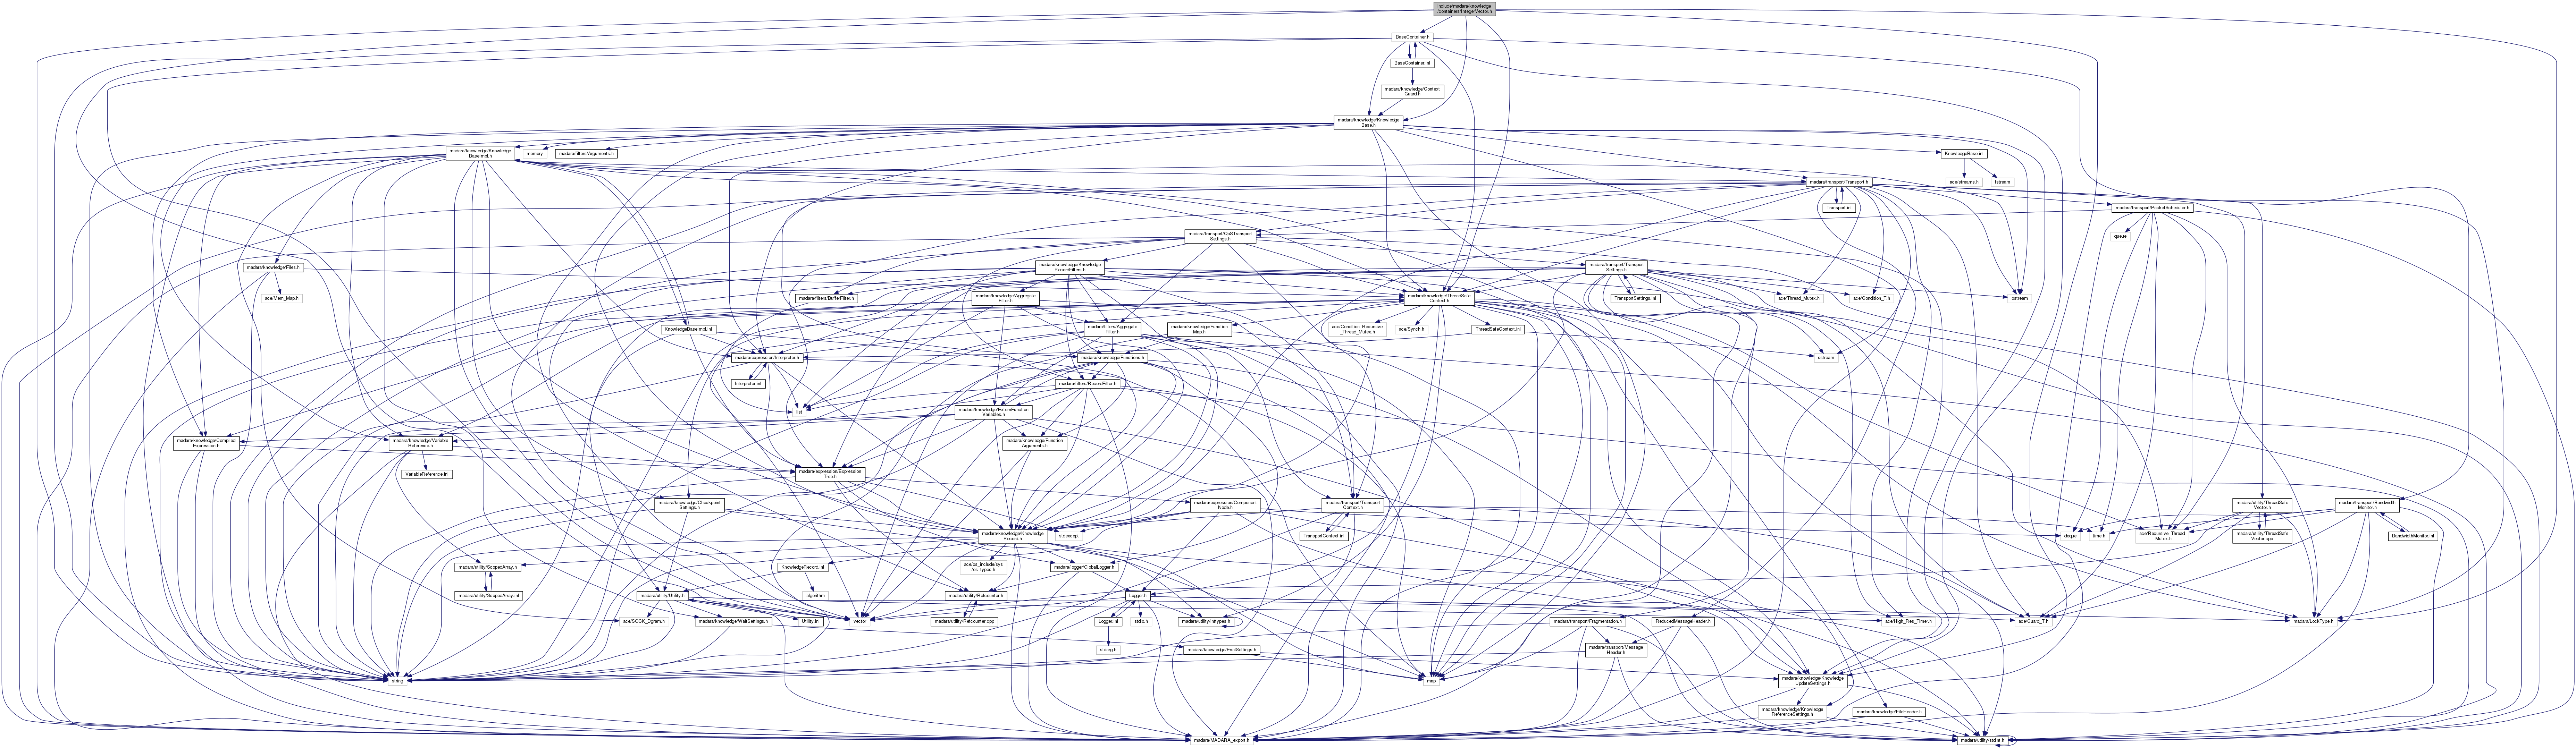 include/madara/knowledge
/containers/IntegerVector.h
BaseContainer.h
BaseContainer.inl
madara/knowledge/Context
Guard.h
madara/knowledge/Knowledge
Base.h
madara/knowledge/Knowledge
BaseImpl.h
memory
madara/filters/Arguments.h
KnowledgeBase.inl
ace/streams.h
fstream
madara/transport/Transport.h
Transport.inl
madara/transport/PacketScheduler.h
queue
madara/transport/QoSTransport
Settings.h
madara/knowledge/Files.h
ace/Mem_Map.h
madara/knowledge/Knowledge
RecordFilters.h
madara/transport/Transport
Settings.h
madara/filters/BufferFilter.h
madara/knowledge/Aggregate
Filter.h
madara/knowledge/ThreadSafe
Context.h
TransportSettings.inl
ace/Thread_Mutex.h
ace/Condition_T.h
ostream
KnowledgeBaseImpl.inl
madara/filters/Aggregate
Filter.h
madara/knowledge/Function
Map.h
ace/Condition_Recursive
_Thread_Mutex.h
ace/Synch.h
ThreadSafeContext.inl
madara/expression/Interpreter.h
madara/knowledge/Functions.h
sstream
Interpreter.inl
madara/filters/RecordFilter.h
list
madara/knowledge/ExternFunction
Variables.h
madara/knowledge/Compiled
Expression.h
madara/knowledge/Variable
Reference.h
madara/knowledge/Function
Arguments.h
VariableReference.inl
madara/expression/Expression
Tree.h
madara/knowledge/Checkpoint
Settings.h
madara/expression/Component
Node.h
madara/transport/Transport
Context.h
madara/utility/ThreadSafe
Vector.h
madara/transport/Bandwidth
Monitor.h
madara/knowledge/Knowledge
Record.h
stdexcept
TransportContext.inl
deque
time.h
ace/Recursive_Thread
_Mutex.h
madara/utility/ThreadSafe
Vector.cpp
BandwidthMonitor.inl
madara/utility/ScopedArray.h
KnowledgeRecord.inl
ace/os_include/sys
/os_types.h
madara/logger/GlobalLogger.h
madara/utility/ScopedArray.inl
madara/utility/Utility.h
algorithm
madara/utility/Refcounter.h
Logger.h
ace/SOCK_Dgram.h
madara/knowledge/WaitSettings.h
Utility.inl
vector
madara/utility/Refcounter.cpp
Logger.inl
stdio.h
madara/utility/IntTypes.h
madara/transport/Fragmentation.h
ReducedMessageHeader.h
ace/High_Res_Timer.h
ace/Guard_T.h
madara/LockType.h
stdarg.h
madara/knowledge/EvalSettings.h
madara/transport/Message
Header.h
string
map
madara/knowledge/Knowledge
UpdateSettings.h
madara/knowledge/Knowledge
ReferenceSettings.h
madara/knowledge/FileHeader.h
madara/MADARA_export.h
madara/utility/stdint.h